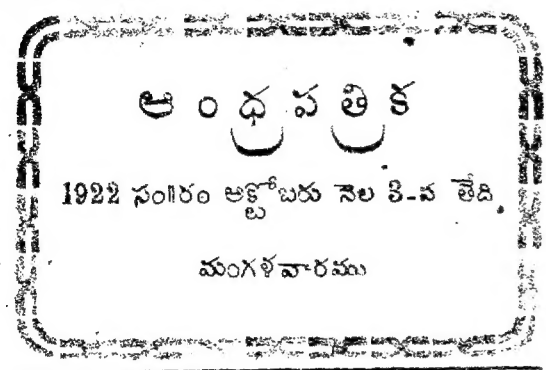 ఆంధ్రపత్రిక
1922 సం॥రం అక్టోబరు నెల 3-వ తేది
మంగళవారము